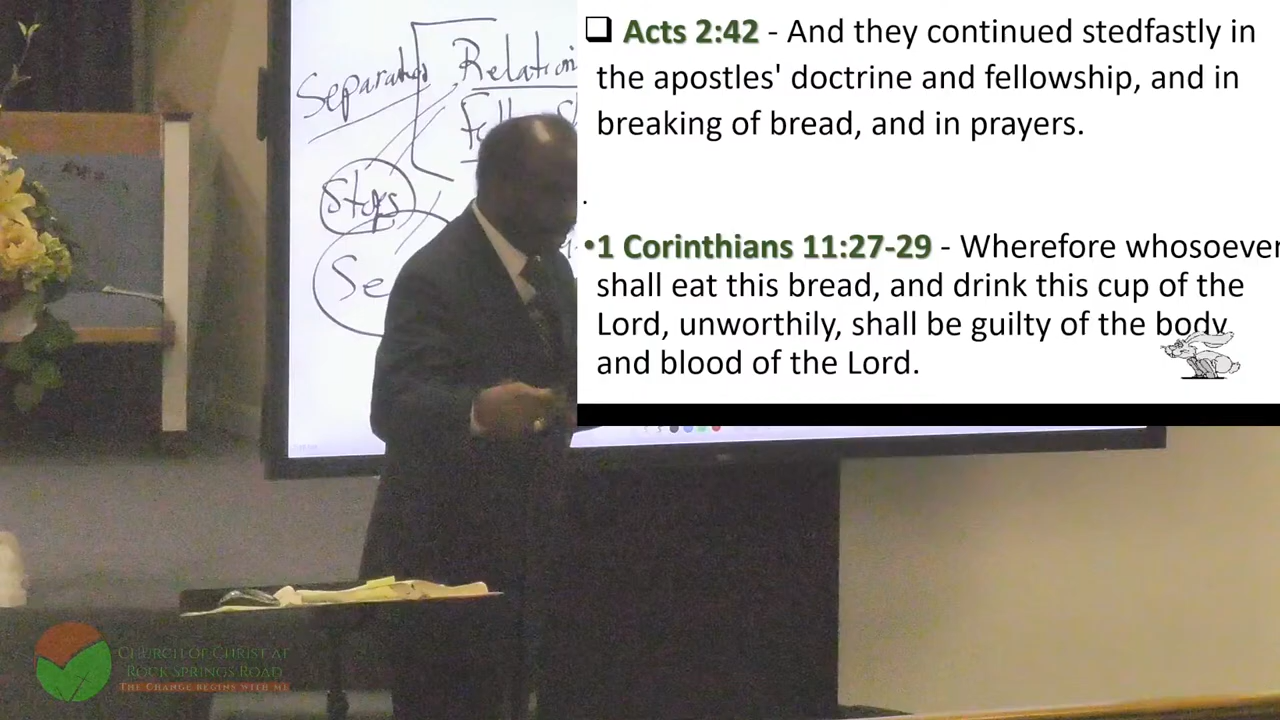 Acts 2:42 - And they continued stedfastly in
the apostles' doctrine and fellowship, and in
breaking of bread, and in prayers.
.
•1 Corinthians 11:27-29 - Wherefore whosoever
shall eat this bread, and drink this cup of the
Lord, unworthily, shall be guilty of the body
and blood of the Lord.
Relation
Stops
Se
CHURCH OF CHRIST AT
ROCK SPRINGS ROAD
THE CHANGE BEGINS WITH ME